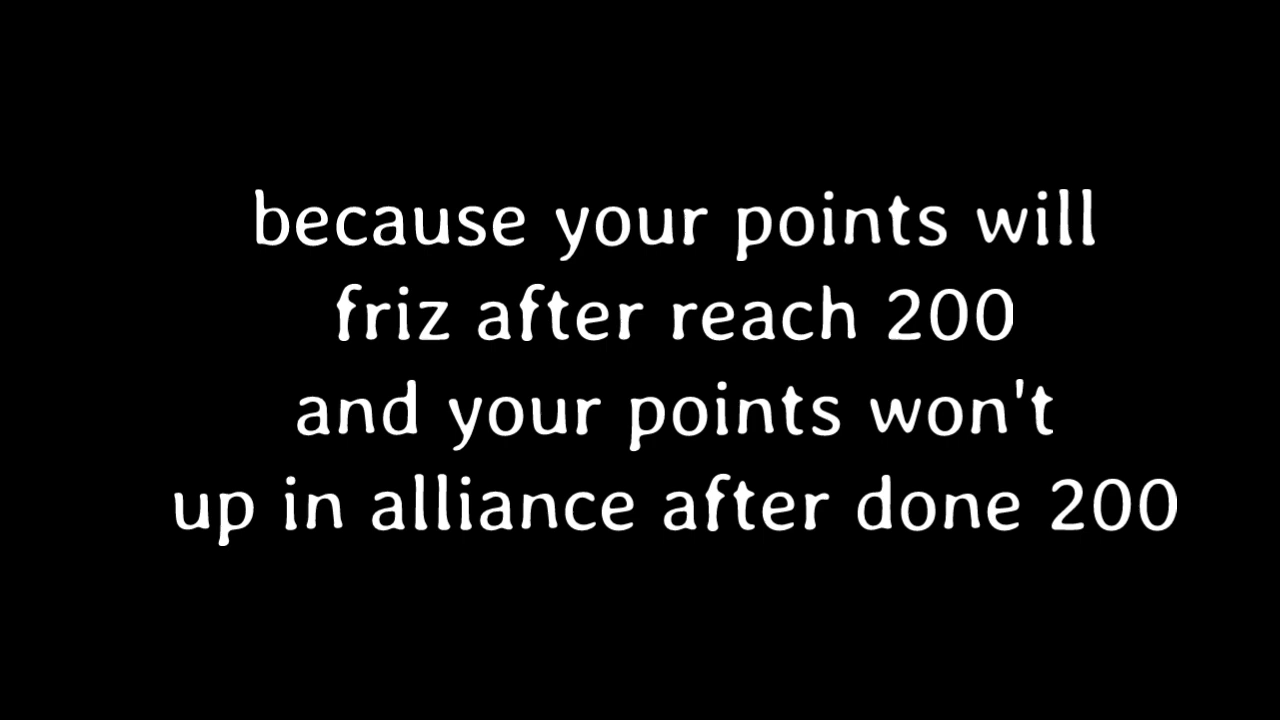 because your points will
friz after reach 200
and your points won't
up in alliance after done 200